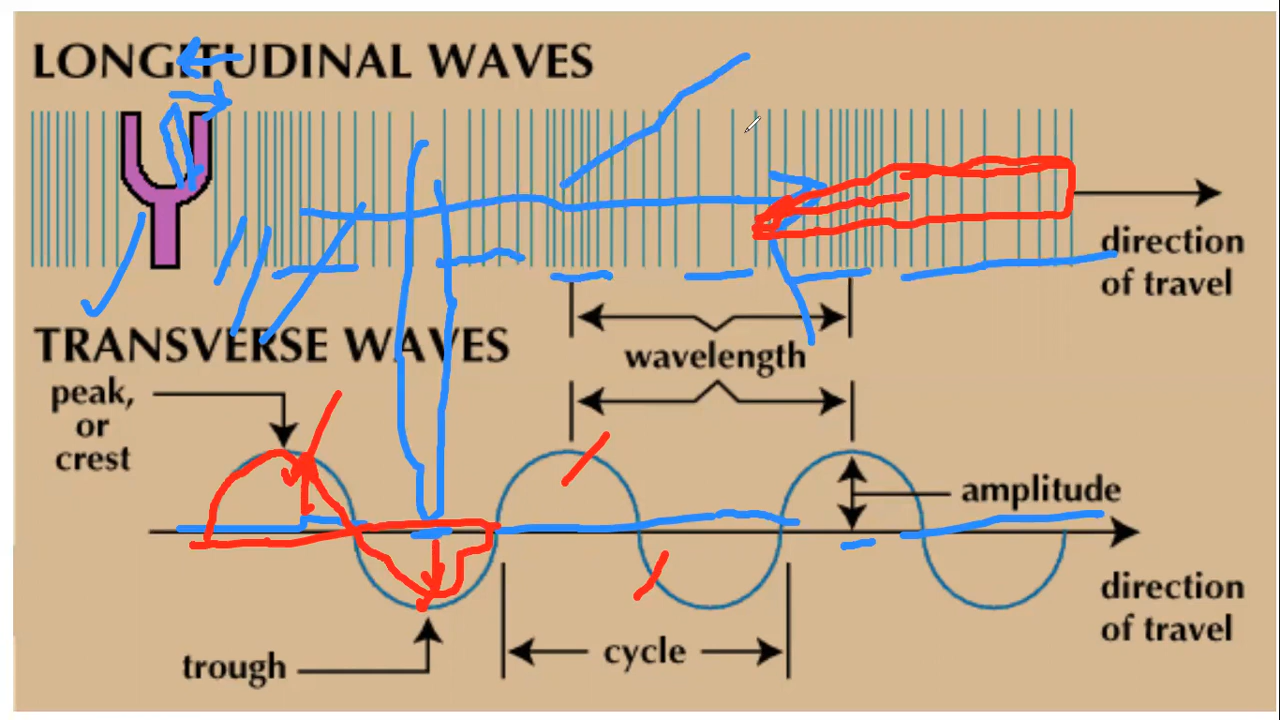 LONGITUDINAL WAVES
direction
of travel
wavelength
TRANSVERSE WAVES
peak,
or
crest
amplitude
direction
of travel
cycle
trough